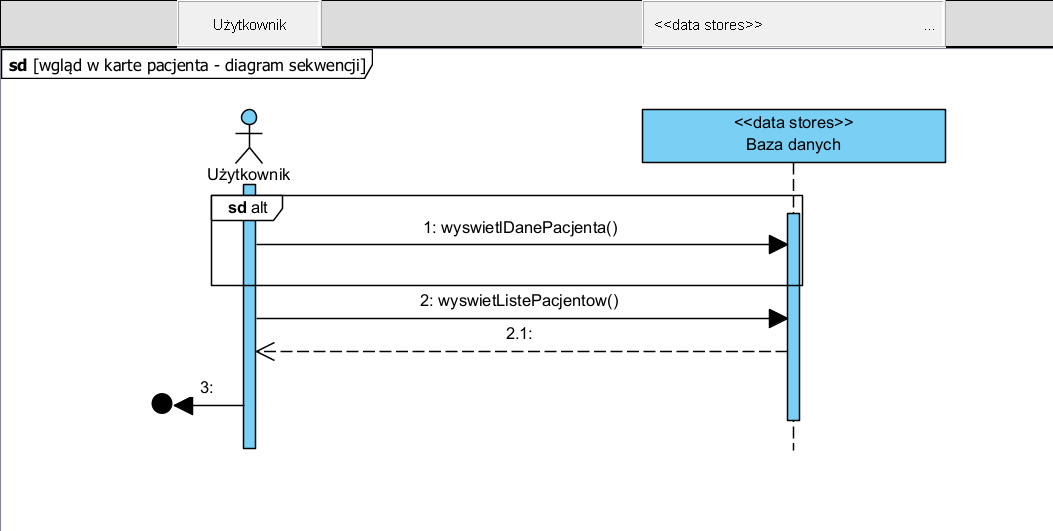 Użytkownik
<<data stores>> ...
sd [wgląd w karte pacjenta - diagram sekwencji]
<<data stores>>
Baza danych
Użytkownik
sd alt
1: wyswietlDanePacjenta()
2: wyswietListePacjentow()
2.1:
3: